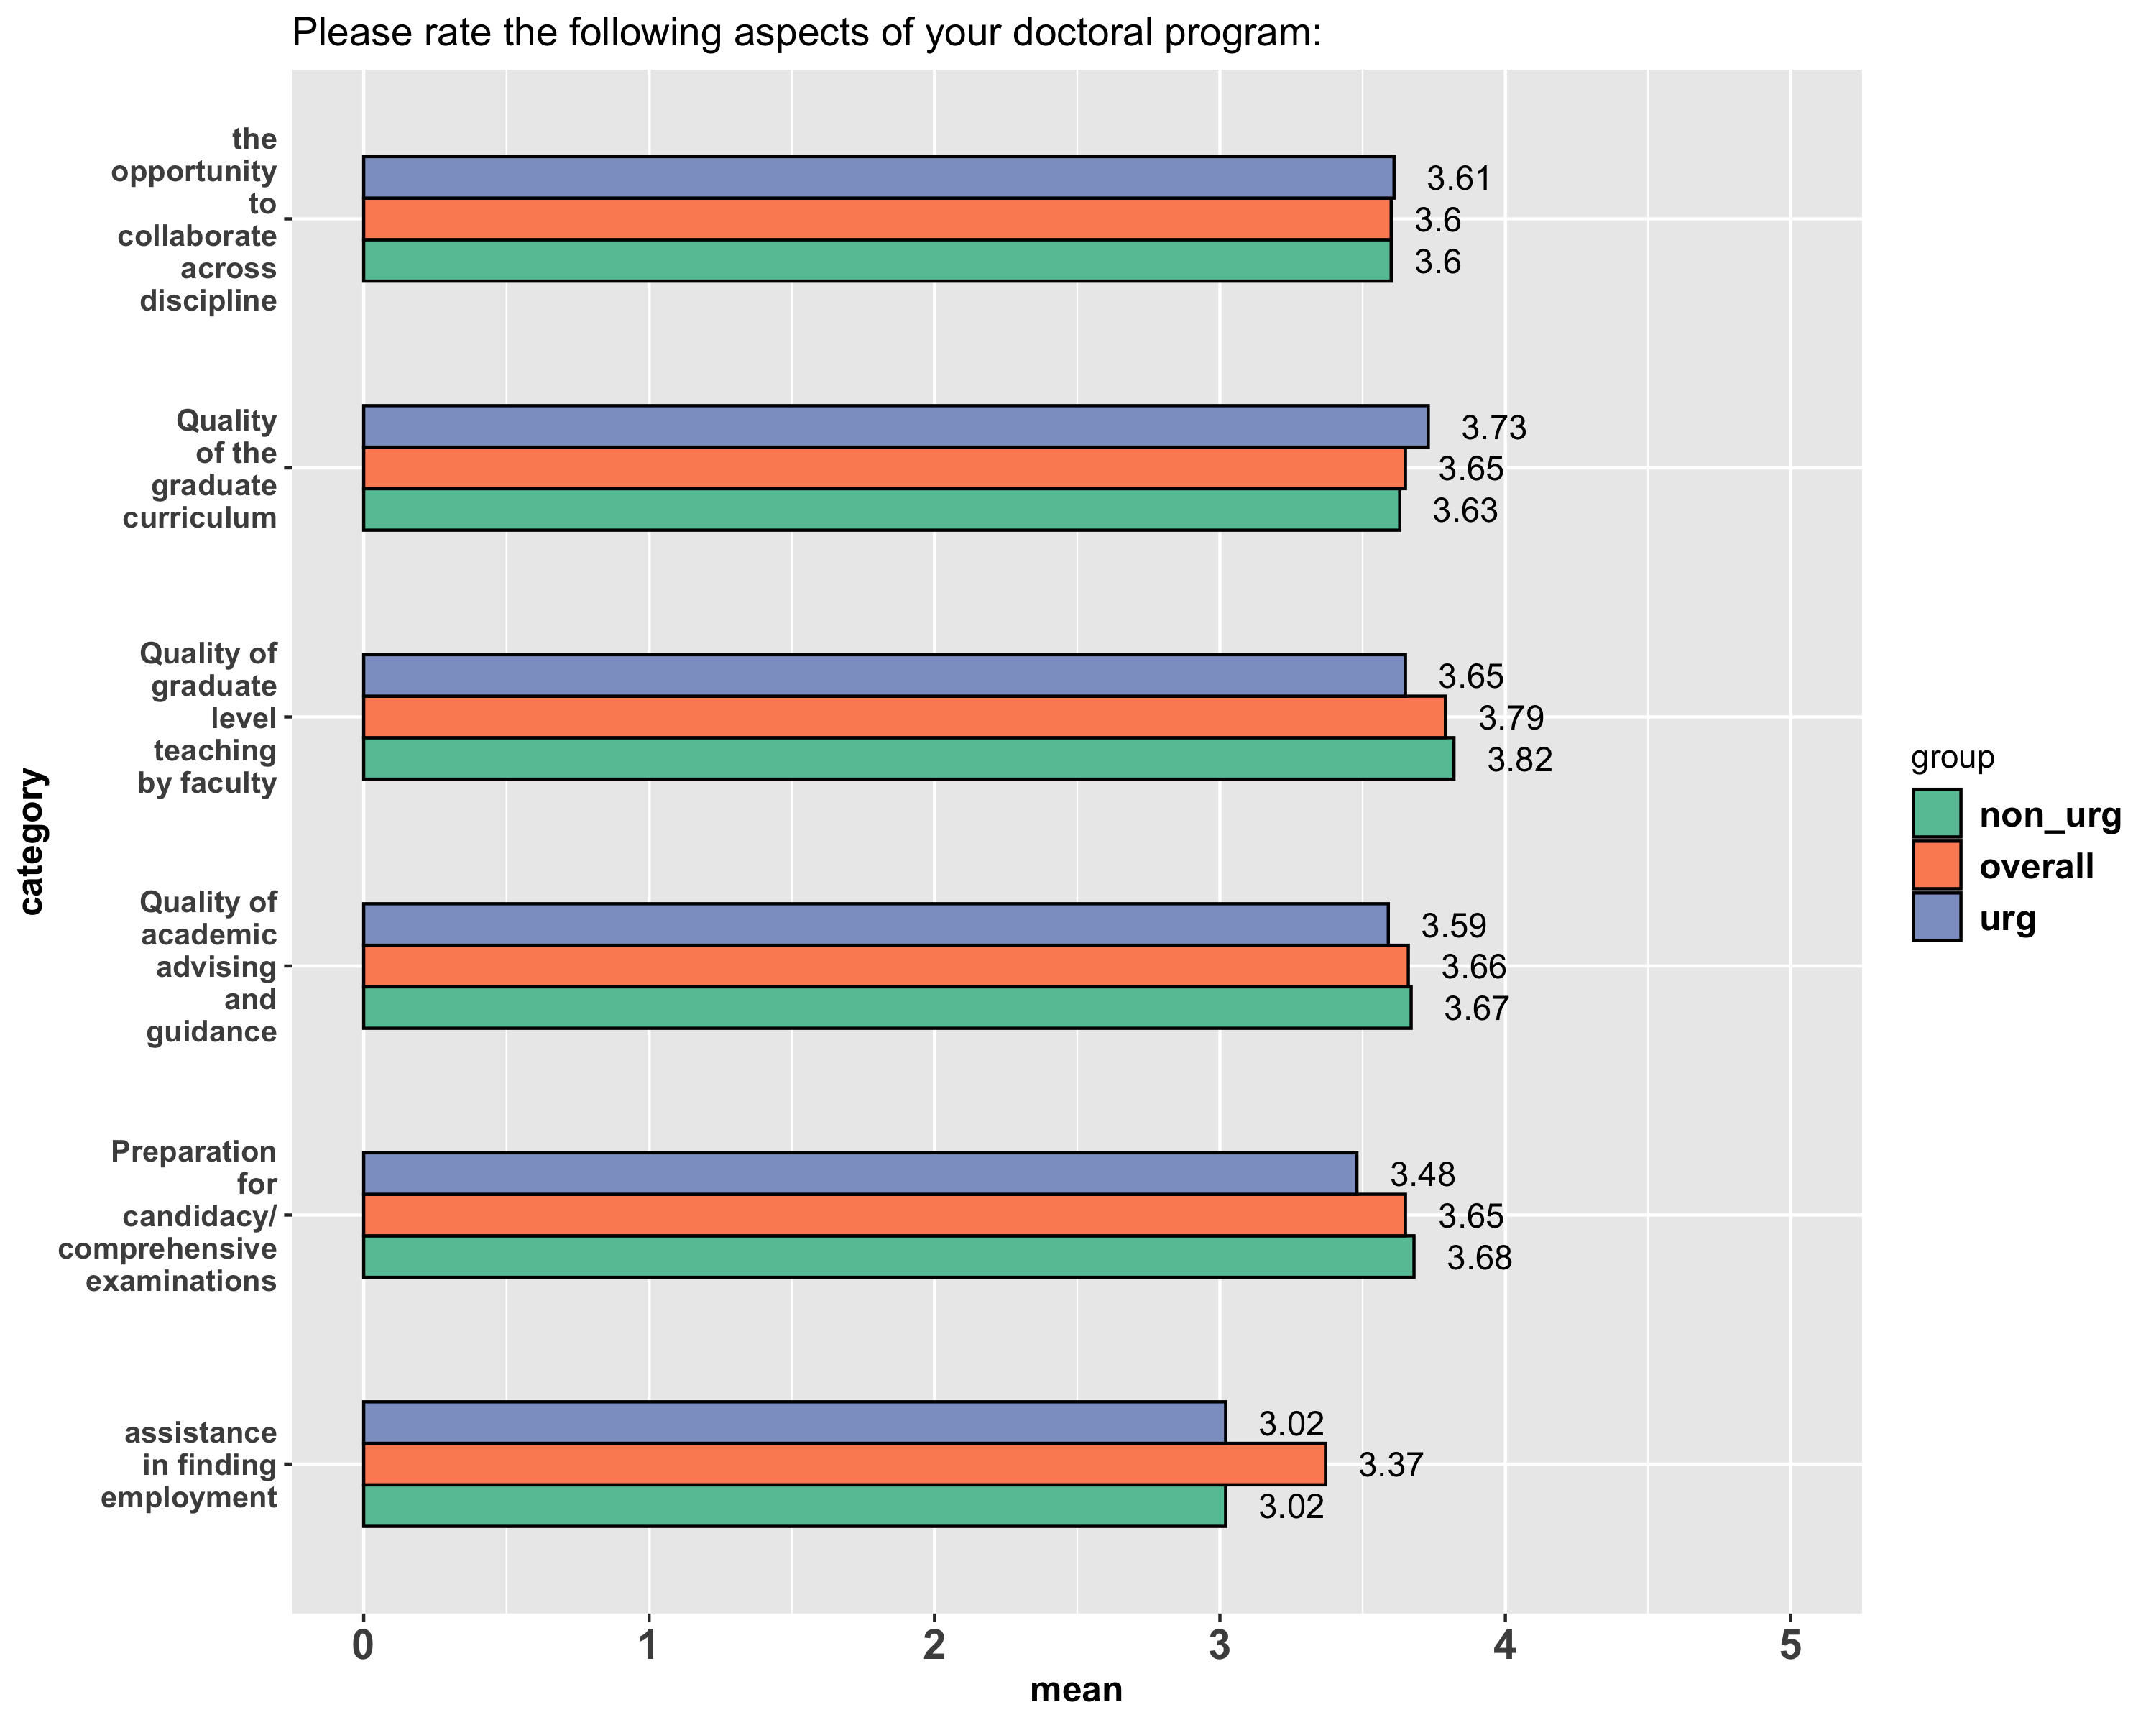 Please rate the following aspects of your doctoral program:
the
opportunity
to
collaborate
across
discipline
3.61
3.6
3.6
Quality
of the
graduate
curriculum
3.73
3.65
3.63
Quality of
graduate
level
teaching
by faculty
3.65
3.79
3.82
Quality of
academic
advising
and
guidance
3.59
3.66
3.67
Preparation
for
candidacy/
comprehensive
examinations
3.48
3.65
3.68
assistance
in finding
employment
3.02
3.37
3.02
category
0 1 2 3 4 5
mean
group
non_urg
overall
urg